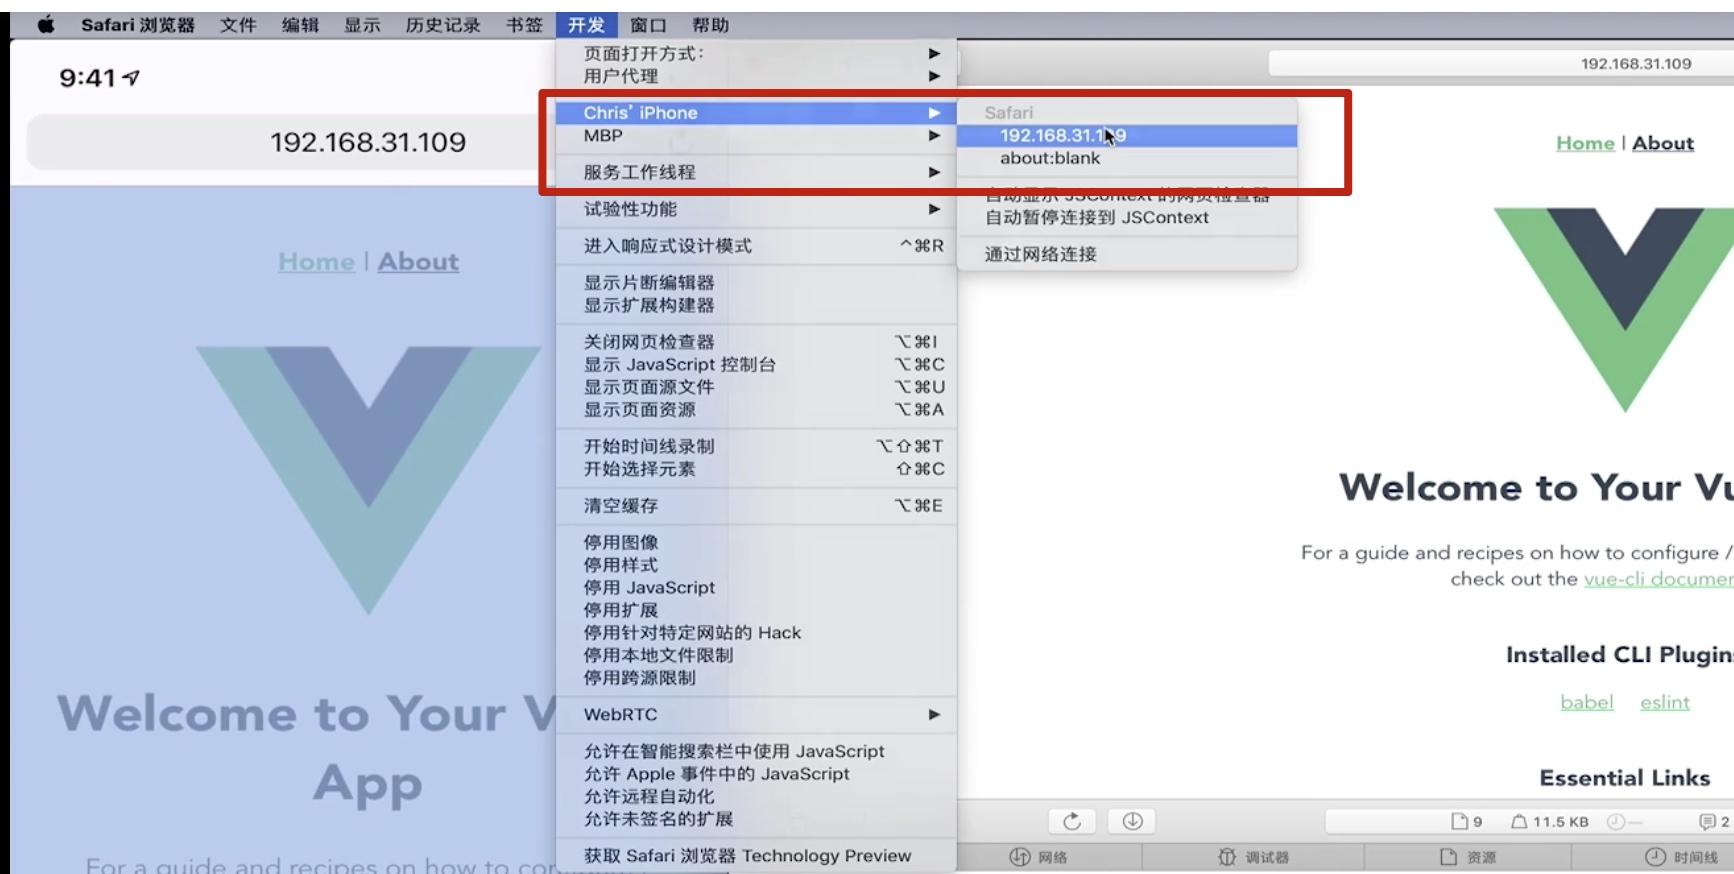 Safari 浏览器 文件 编辑 显示 历史记录 书签 开发 窗口 帮助
9:41
192.168.31.109
Home | About
Welcome to Your V
App
For a guide and recipes on how to con
页面打开方式：
用户代理
Chris’ iPhone
MBP
服务工作线程
试验性功能
进入响应式设计模式 ^⌘R
显示片断编辑器
显示扩展构建器
关闭网页检查器 ⌥⌘I
显示 JavaScript 控制台 ⌥⌘C
显示页面源文件 ⌥⌘U
显示页面资源 ⌥⌘A
开始时间线录制 ⌥⇧⌘T
开始选择元素 ⇧⌘C
清空缓存 ⌥⌘E
停用图像
停用样式
停用 JavaScript
停用扩展
停用针对特定网站的 Hack
停用本地文件限制
停用跨源限制
WebRTC
允许在智能搜索栏中使用 JavaScript
允许 Apple 事件中的 JavaScript
允许远程自动化
允许未签名的扩展
获取 Safari 浏览器 Technology Preview
Safari
192.168.31.109
about:blank
自动显示 JSContext 的网页检查器
自动暂停连接到 JSContext
通过网络连接
192.168.31.109
Home | About
Welcome to Your Vu
For a guide and recipes on how to configure /
check out the vue-cli documen
Installed CLI Plugins
babel eslint
Essential Links
9 11.5 KB 2
网络 调试器 资源 时间线